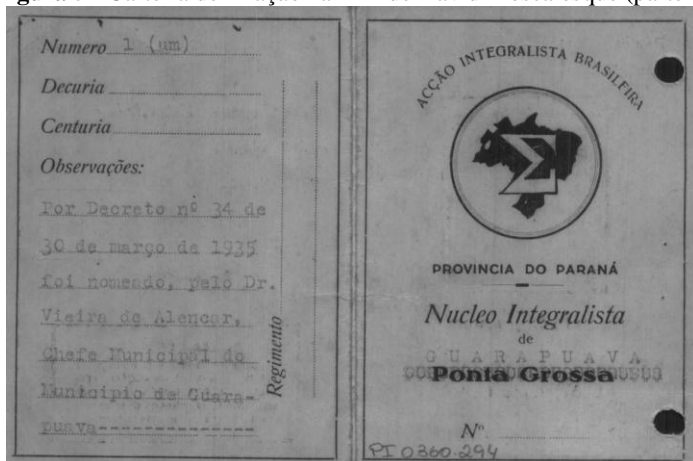 Numero 1 (um)
Decuria
Centuria
Observações:
Por Decreto nº 34 de
30 de março de 1935
foi nomeado, pelo Dr.
Vieira de Alencar,
Chefe Municipal do
Municipio de Guara-
puava--------------
Regimento
ACÇÃO INTEGRALISTA BRASILEIRA
Σ
PROVINCIA DO PARANÁ
Nucleo Integralista
de
GUARAPUAVA
Ponta Grossa
Nº
PI 0360.294